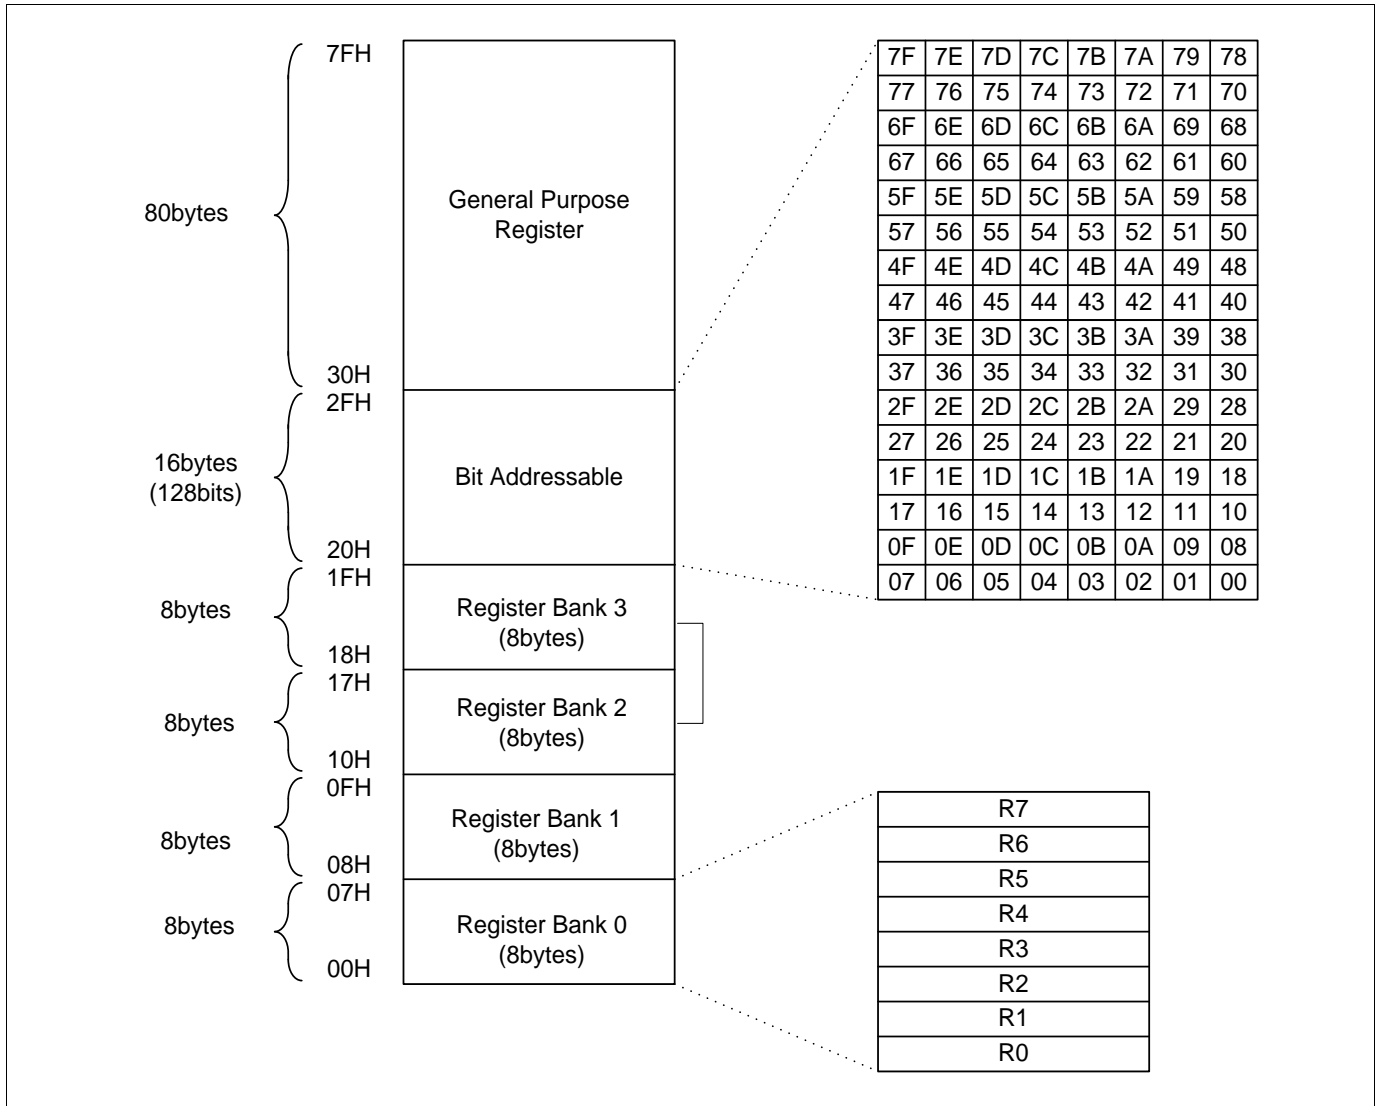 7FH
80bytes
General Purpose
Register
30H
2FH
16bytes
(128bits)
Bit Addressable
20H
1FH
8bytes
Register Bank 3
(8bytes)
18H
17H
8bytes
Register Bank 2
(8bytes)
10H
0FH
8bytes
Register Bank 1
(8bytes)
08H
07H
8bytes
Register Bank 0
(8bytes)
00H
7F 7E 7D 7C 7B 7A 79 78
77 76 75 74 73 72 71 70
6F 6E 6D 6C 6B 6A 69 68
67 66 65 64 63 62 61 60
5F 5E 5D 5C 5B 5A 59 58
57 56 55 54 53 52 51 50
4F 4E 4D 4C 4B 4A 49 48
47 46 45 44 43 42 41 40
3F 3E 3D 3C 3B 3A 39 38
37 36 35 34 33 32 31 30
2F 2E 2D 2C 2B 2A 29 28
27 26 25 24 23 22 21 20
1F 1E 1D 1C 1B 1A 19 18
17 16 15 14 13 12 11 10
0F 0E 0D 0C 0B 0A 09 08
07 06 05 04 03 02 01 00
R7
R6
R5
R4
R3
R2
R1
R0